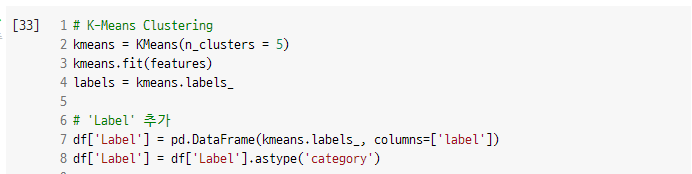 [33] 1 # K-Means Clustering
2 kmeans = KMeans(n_clusters = 5)
3 kmeans.fit(features)
4 labels = kmeans.labels_
5
6 # 'Label' 추가
7 df['Label'] = pd.DataFrame(kmeans.labels_, columns=['label'])
8 df['Label'] = df['Label'].astype('category')